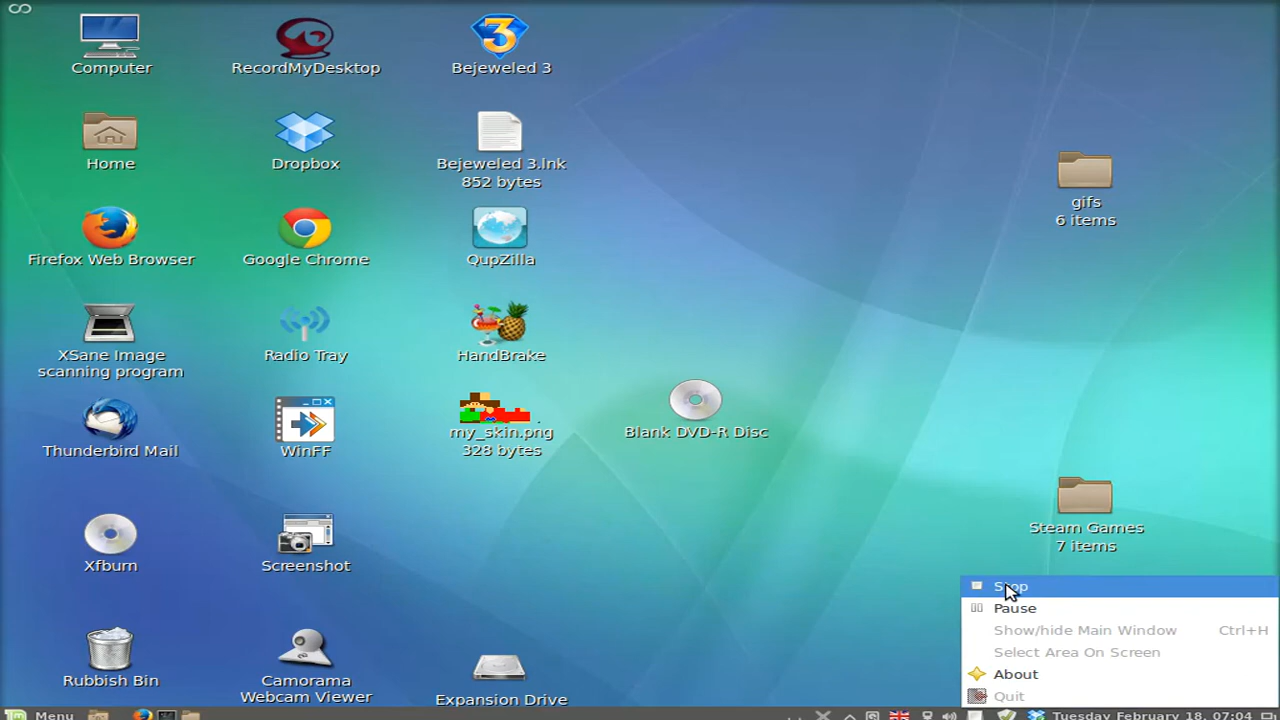 Computer
RecordMyDesktop
3
Bejeweled 3
Home
Dropbox
Bejeweled 3.lnk
852 bytes
gifs
6 items
Firefox Web Browser
Google Chrome
QupZilla
XSane Image
scanning program
Radio Tray
HandBrake
Thunderbird Mail
WinFF
my_skin.png
328 bytes
Blank DVD-R Disc
Steam Games
7 items
Xfburn
Screenshot
Stop
Pause
Show/hide Main Window Ctrl+H
Select Area On Screen
About
Quit
Rubbish Bin
Camorama
Webcam Viewer
Expansion Drive
Menu
Tuesday February 18, 07:04